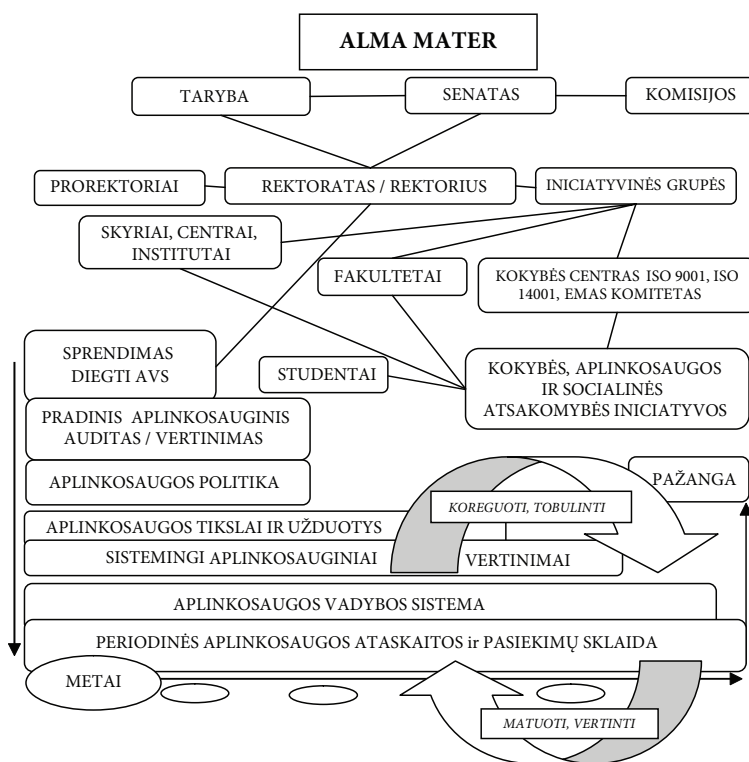 ALMA MATER
TARYBA
SENATAS
KOMISIJOS
PROREKTORIAI
REKTORATAS / REKTORIUS
INICIATYVINĖS GRUPĖS
SKYRIAI, CENTRAI,
INSTITUTAI
FAKULTETAI
KOKYBĖS CENTRAS ISO 9001, ISO
14001, EMAS KOMITETAS
SPRENDIMAS
DIEGTI AVS
STUDENTAI
KOKYBĖS, APLINKOSAUGOS
IR SOCIALINĖS
ATSAKOMYBĖS INICIATYVOS
PRADINIS APLINKOSAUGINIS
AUDITAS / VERTINIMAS
APLINKOSAUGOS POLITIKA
PAŽANGA
KOREGUOTI, TOBULINTI
APLINKOSAUGOS TIKSLAI IR UŽDUOTYS
SISTEMINGI APLINKOSAUGINIAI VERTINIMAI
APLINKOSAUGOS VADYBOS SISTEMA
PERIODINĖS APLINKOSAUGOS ATASKAITOS ir PASIEKIMŲ SKLAIDA
METAI
MATUOTI, VERTINTI